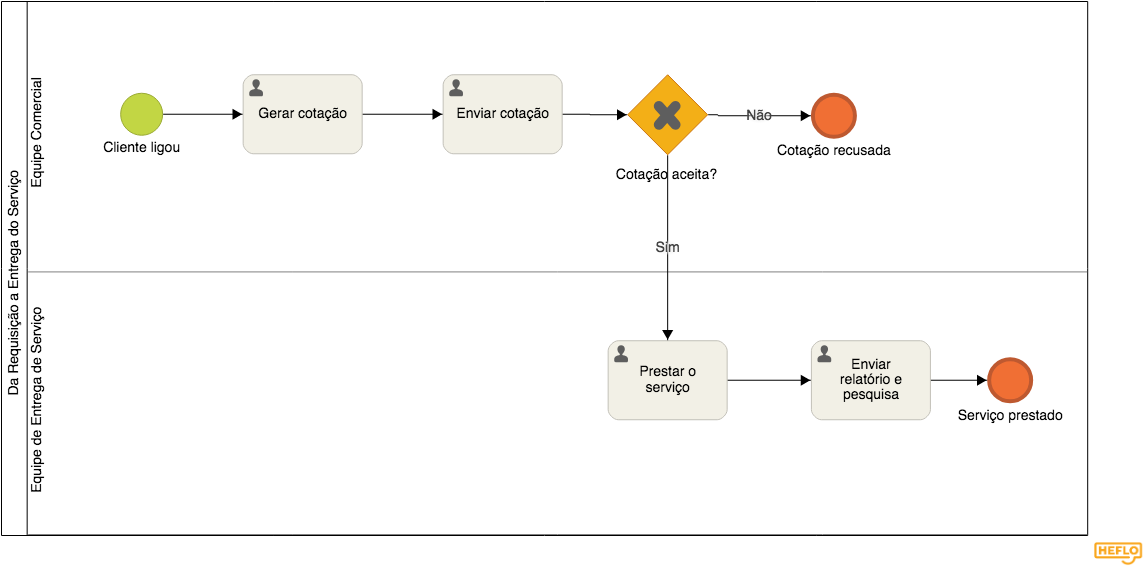 Da Requisição a Entrega do Serviço
Equipe Comercial
Cliente ligou
Gerar cotação
Enviar cotação
Cotação aceita?
Não
Cotação recusada
Sim
Equipe de Entrega de Serviço
Prestar o
serviço
Enviar
relatório e
pesquisa
Serviço prestado
HEFLO